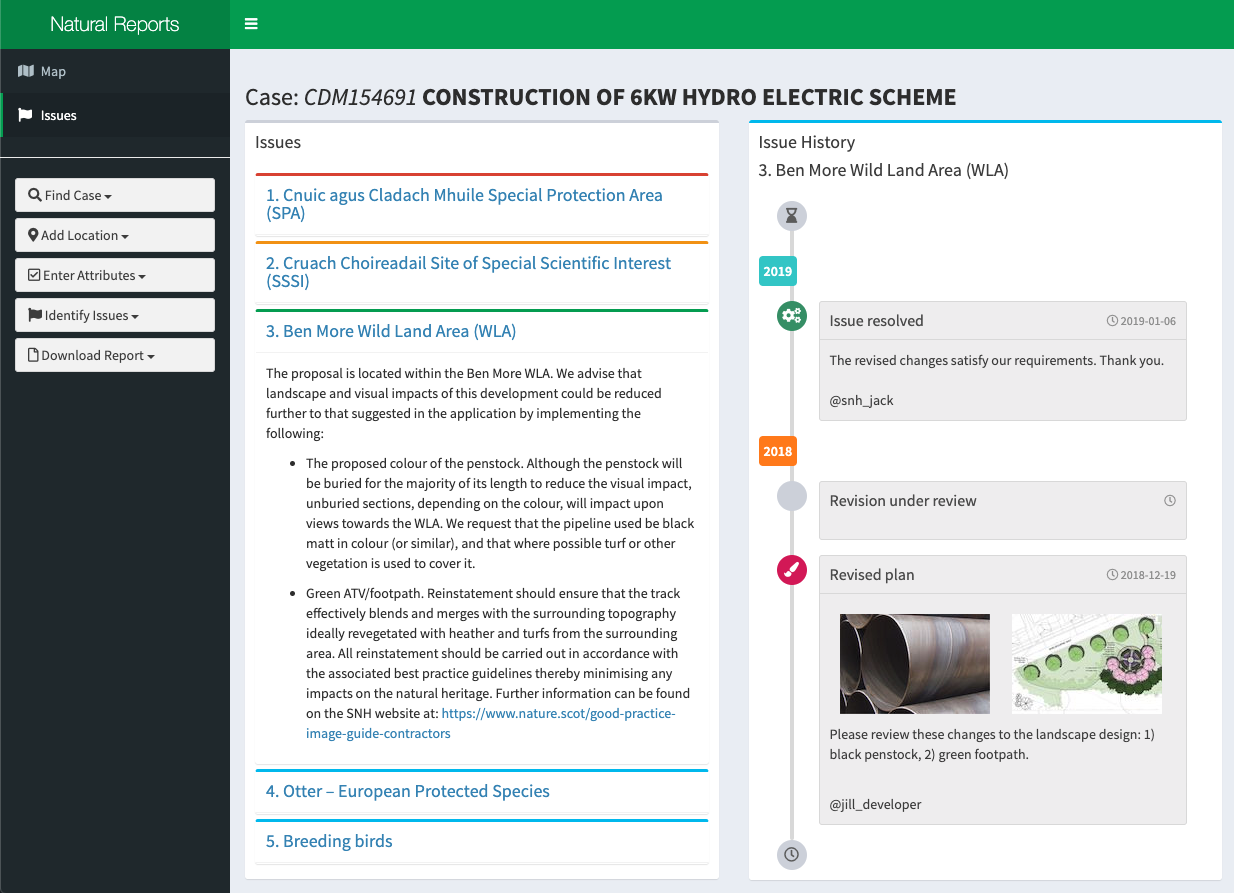 Natural Reports
Map
Issues
Find Case
Add Location
Enter Attributes
Identify Issues
Download Report
Case: CDM154691 CONSTRUCTION OF 6KW HYDRO ELECTRIC SCHEME
Issues
1. Cnuic agus Cladach Mhuile Special Protection Area
(SPA)
2. Cruach Choireadail Site of Special Scientific Interest
(SSSI)
3. Ben More Wild Land Area (WLA)
The proposal is located within the Ben More WLA. We advise that
landscape and visual impacts of this development could be reduced
further to that suggested in the application by implementing the
following:
• The proposed colour of the penstock. Although the penstock will
be buried for the majority of its length to reduce the visual impact,
unburied sections, depending on the colour, will impact upon
views towards the WLA. We request that the pipeline used be black
matt in colour (or similar), and that where possible turf or other
vegetation is used to cover it.
• Green ATV/footpath. Reinstatement should ensure that the track
effectively blends and merges with the surrounding topography
ideally revegetated with heather and turfs from the surrounding
area. All reinstatement should be carried out in accordance with
the associated best practice guidelines thereby minimising any
impacts on the natural heritage. Further information can be found
on the SNH website at: https://www.nature.scot/good-practice-
image-guide-contractors
4. Otter – European Protected Species
5. Breeding birds
Issue History
3. Ben More Wild Land Area (WLA)
2019
Issue resolved 2019-01-06
The revised changes satisfy our requirements. Thank you.
@snh_jack
2018
Revision under review
Revised plan 2018-12-19
Please review these changes to the landscape design: 1)
black penstock, 2) green footpath.
@jill_developer